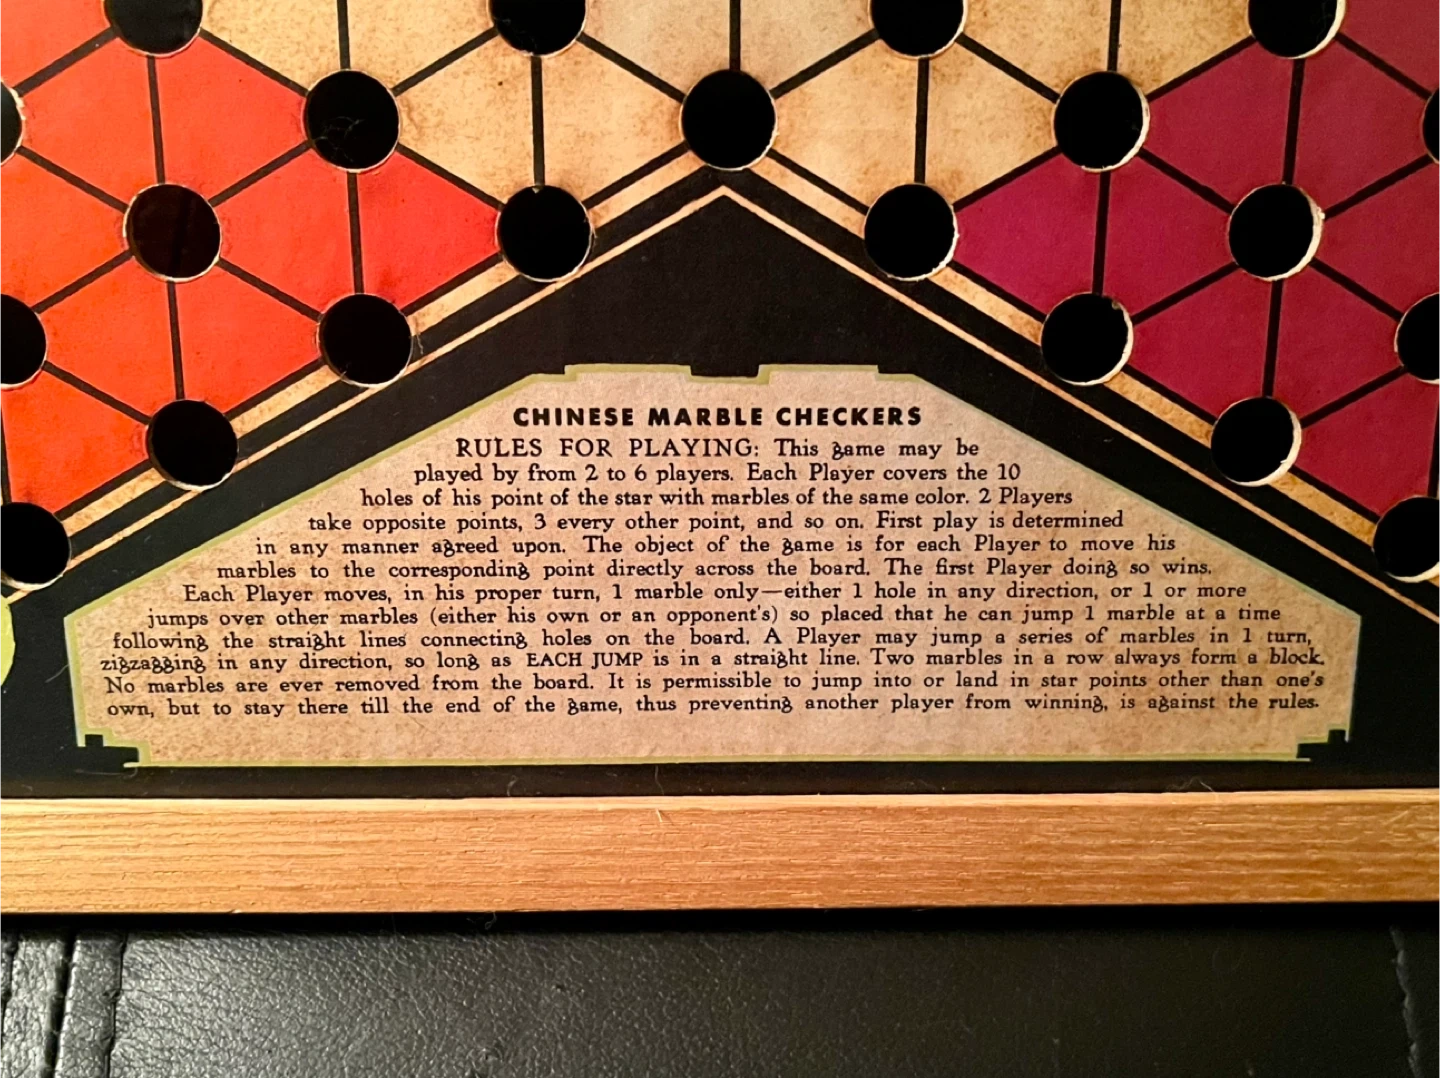 CHINESE MARBLE CHECKERS
RULES FOR PLAYING: This game may be
played by from 2 to 6 players. Each Player covers the 10
holes of his point of the star with marbles of the same color. 2 Players
take opposite points, 3 every other point, and so on. First play is determined
in any manner agreed upon. The object of the game is for each Player to move his
marbles to the corresponding point directly across the board. The first Player doing so wins.
Each Player moves, in his proper turn, 1 marble only—either 1 hole in any direction, or 1 or more
jumps over other marbles (either his own or an opponent's) so placed that he can jump 1 marble at a time
following the straight lines connecting holes on the board. A Player may jump a series of marbles in 1 turn,
zigzagging in any direction, so long as EACH JUMP is in a straight line. Two marbles in a row always form a block.
No marbles are ever removed from the board. It is permissible to jump into or land in star points other than one's
own, but to stay there till the end of the game, thus preventing another player from winning, is against the rules.